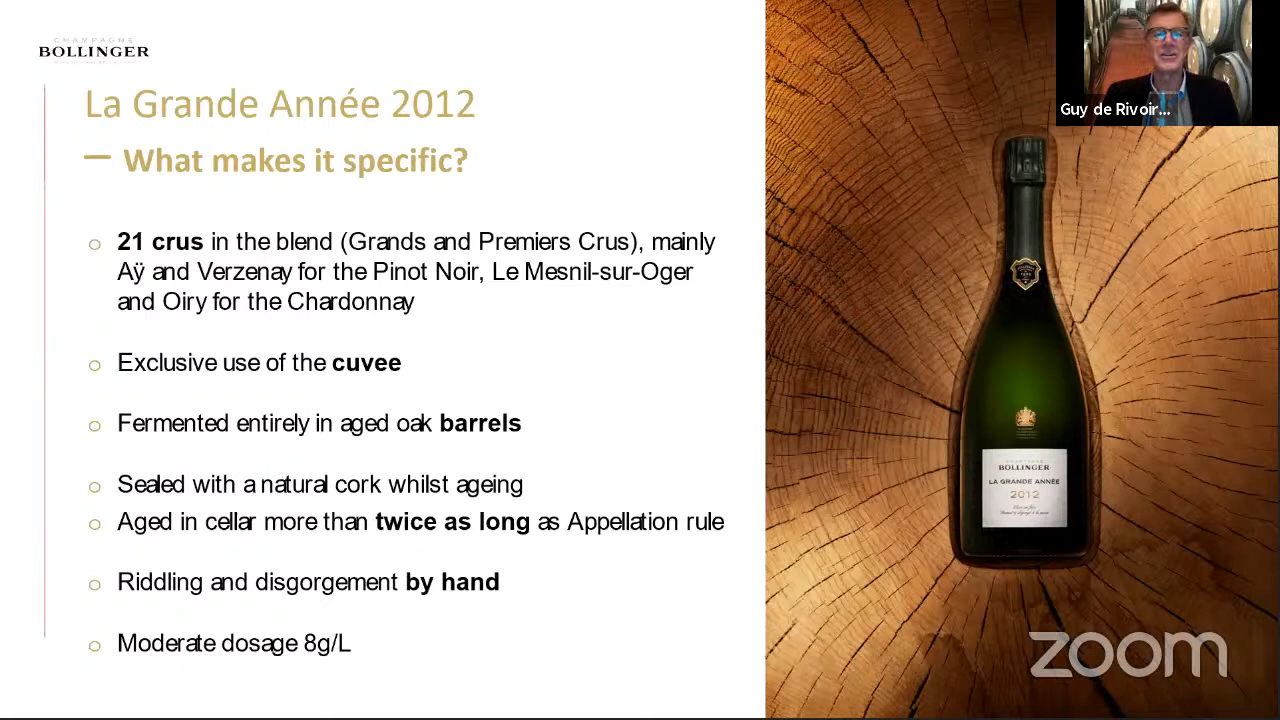 CHAMPAGNE
BOLLINGER
La Grande Année 2012
— What makes it specific?
21 crus in the blend (Grands and Premiers Crus), mainly
Aÿ and Verzenay for the Pinot Noir, Le Mesnil-sur-Oger
and Oiry for the Chardonnay
Exclusive use of the cuvee
Fermented entirely in aged oak barrels
Sealed with a natural cork whilst ageing
Aged in cellar more than twice as long as Appellation rule
Riddling and disgorgement by hand
Moderate dosage 8g/L
Guy de Rivoir...
BOLLINGER
LA GRANDE ANNÉE
2012
zoom